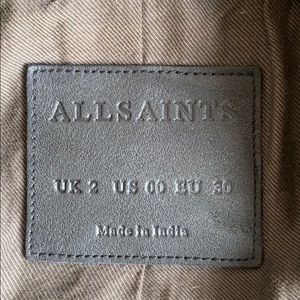 ALLSAINTS
UK 2 US 00 EU 30
Made in India